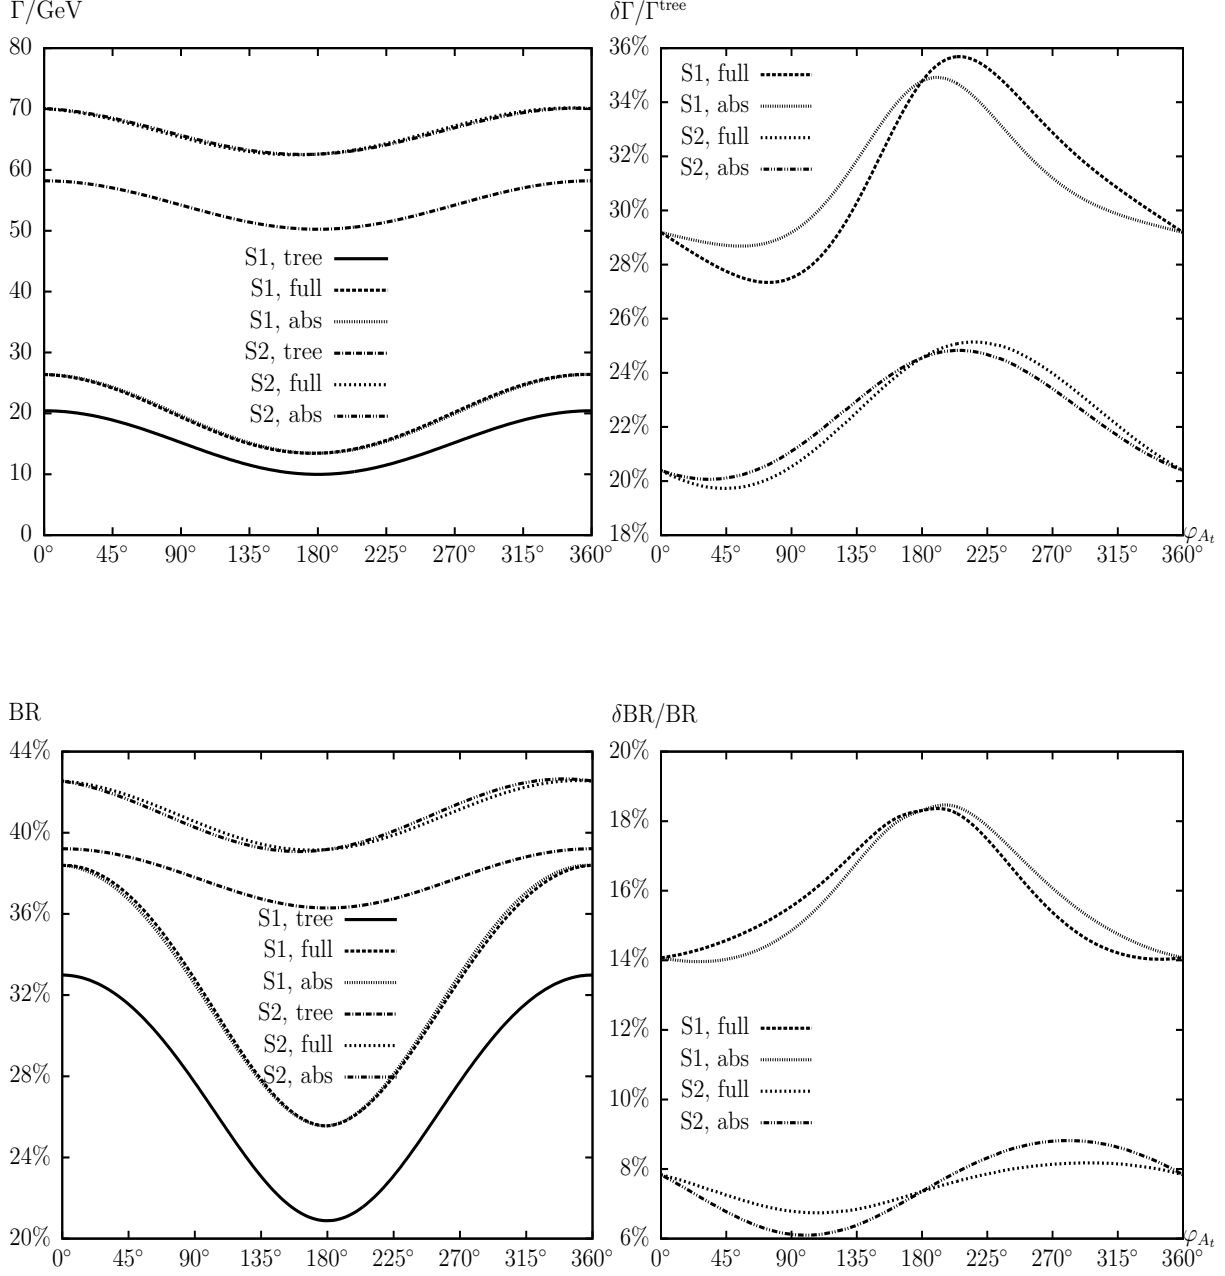 Γ/GeV
80
70
60
50
40
30
20
10
0
S1, tree
S1, full
S1, abs
S2, tree
S2, full
S2, abs
0° 45° 90° 135° 180° 225° 270° 315° 360°
δΓ/Γ^tree
36%
34%
32%
30%
28%
26%
24%
22%
20%
18%
S1, full
S1, abs
S2, full
S2, abs
0° 45° 90° 135° 180° 225° 270° 315° 360°
φ_{A_t}
BR
44%
40%
36%
32%
28%
24%
20%
S1, tree
S1, full
S1, abs
S2, tree
S2, full
S2, abs
0° 45° 90° 135° 180° 225° 270° 315° 360°
δBR/BR
20%
18%
16%
14%
12%
10%
8%
6%
S1, full
S1, abs
S2, full
S2, abs
0° 45° 90° 135° 180° 225° 270° 315° 360°
φ_{A_t}